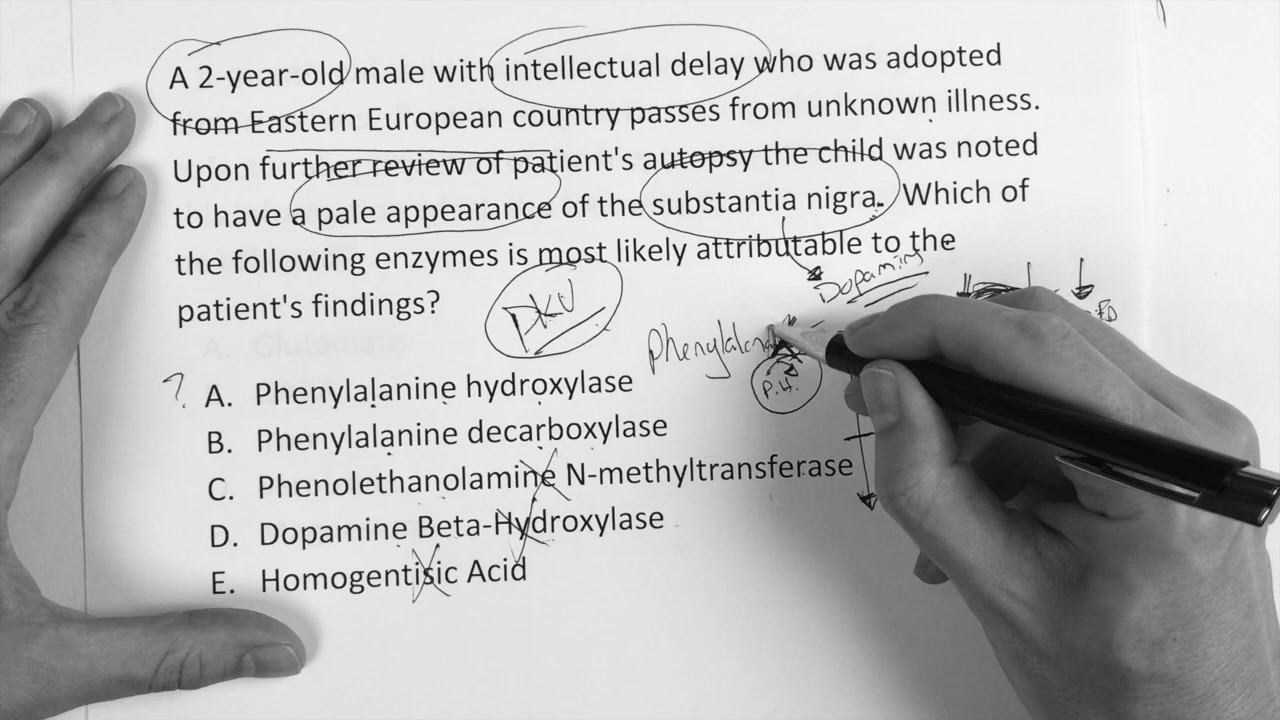 A 2-year-old male with intellectual delay who was adopted
from Eastern European country passes from unknown illness.
Upon further review of patient's autopsy the child was noted
to have a pale appearance of the substantia nigra. Which of
the following enzymes is most likely attributable to the
patient's findings?
Dopamine
PKU
? A. Phenylalanine hydroxylase
P.H.
B. Phenylalanine decarboxylase
C. Phenolethanolamine N-methyltransferase
D. Dopamine Beta-Hydroxylase
E. Homogentisic Acid